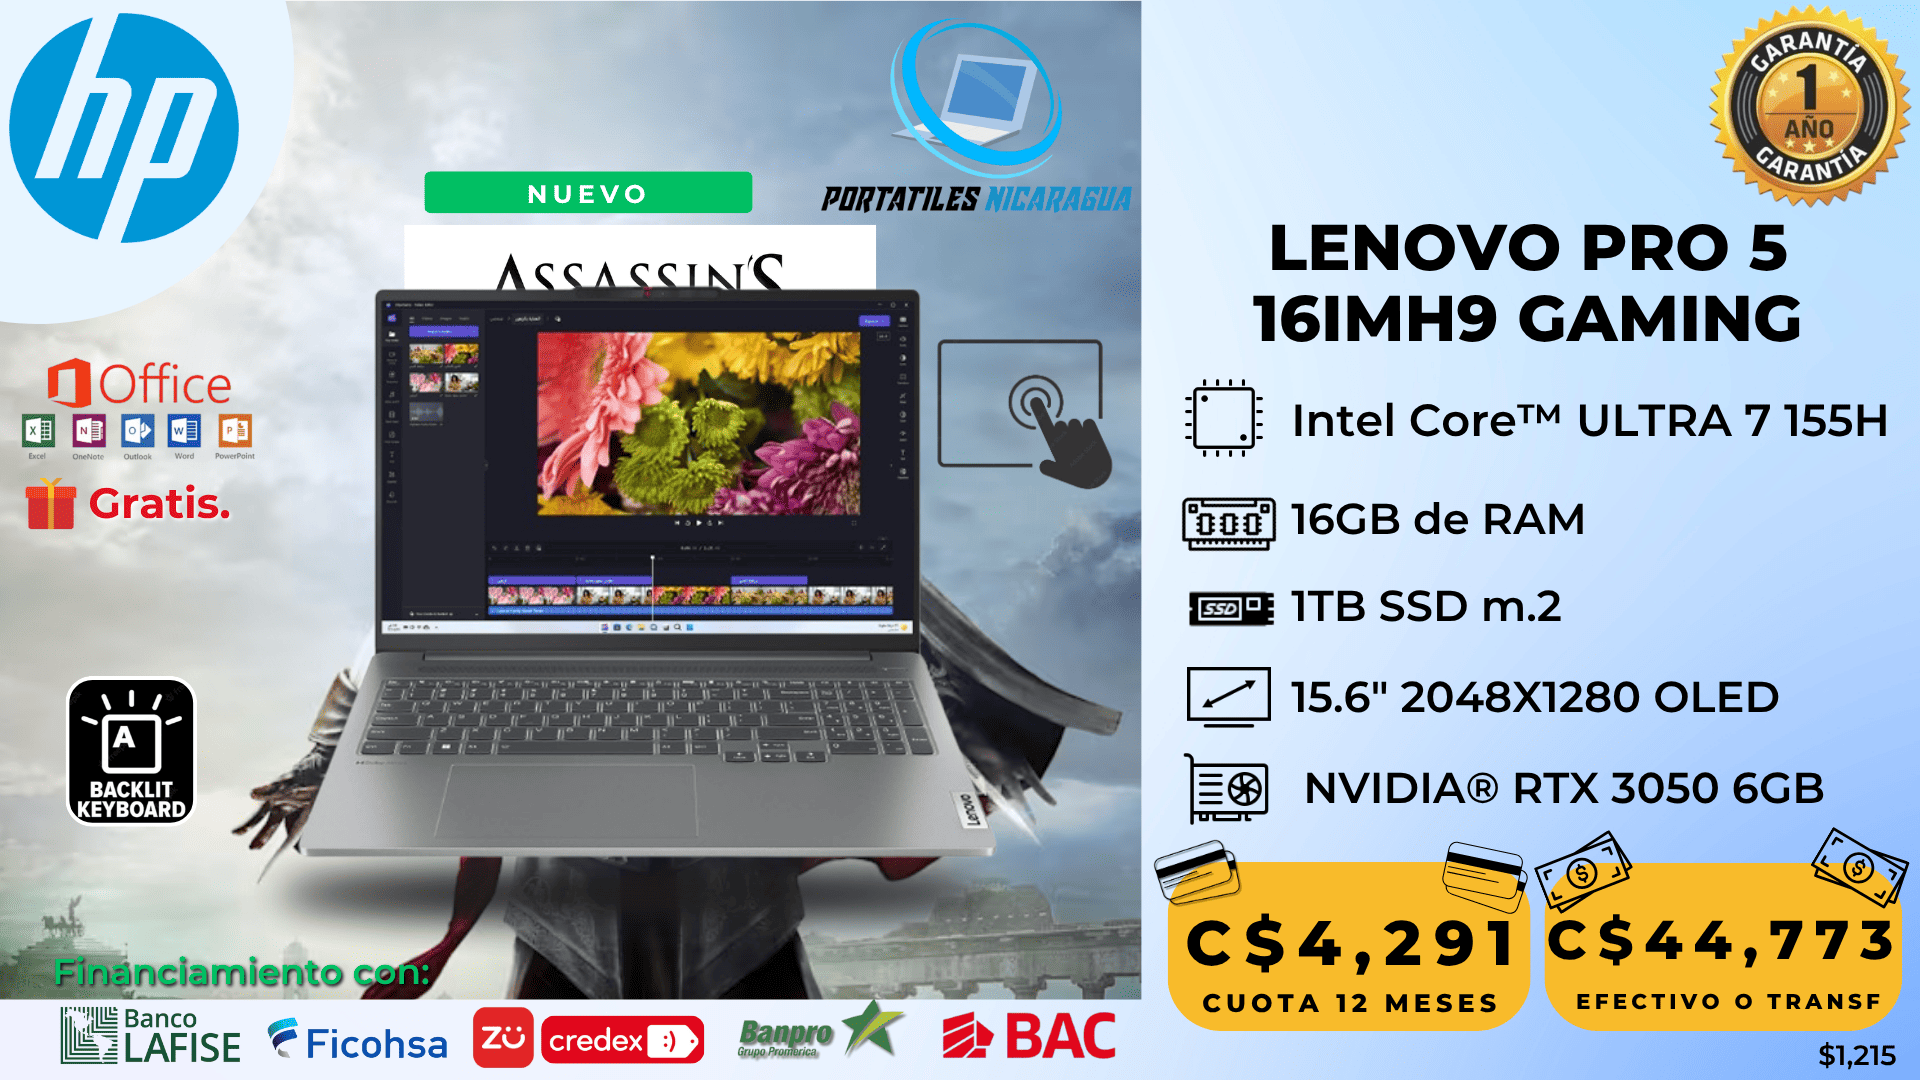 hp
NUEVO
PORTATILES NICARAGUA
ASSASSIN'S
Office
Excel
OneNote
Outlook
Word
PowerPoint
Gratis.
A
BACKLIT
KEYBOARD
Lenovo
Financiamiento con:
Banco
LAFISE
Ficohsa
zū
credex
Banpro
Grupo Promerica
BAC
GARANTÍA
1
AÑO
GARANTÍA
LENOVO PRO 5
16IMH9 GAMING
Intel Core™ ULTRA 7 155H
16GB de RAM
SSD
1TB SSD m.2
15.6" 2048X1280 OLED
NVIDIA® RTX 3050 6GB
C$4,291
CUOTA 12 MESES
C$44,773
EFECTIVO O TRANSF
$1,215